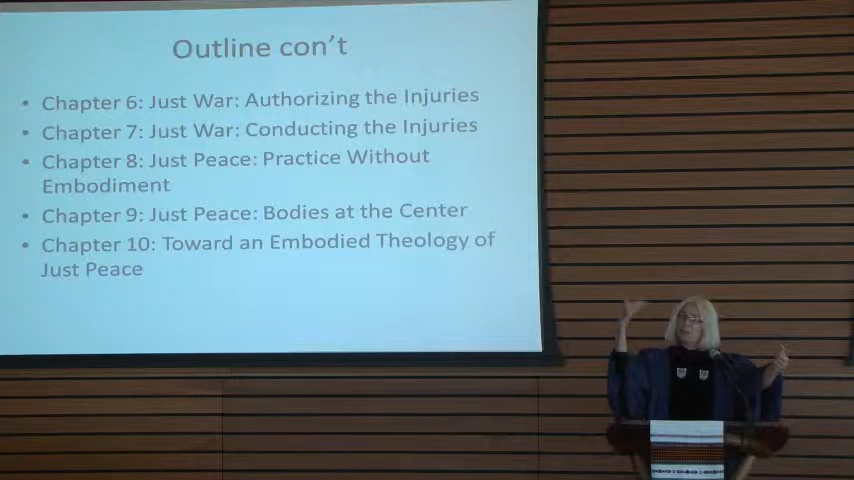 Outline con't
• Chapter 6: Just War: Authorizing the Injuries
• Chapter 7: Just War: Conducting the Injuries
• Chapter 8: Just Peace: Practice Without
Embodiment
• Chapter 9: Just Peace: Bodies at the Center
• Chapter 10: Toward an Embodied Theology of
Just Peace